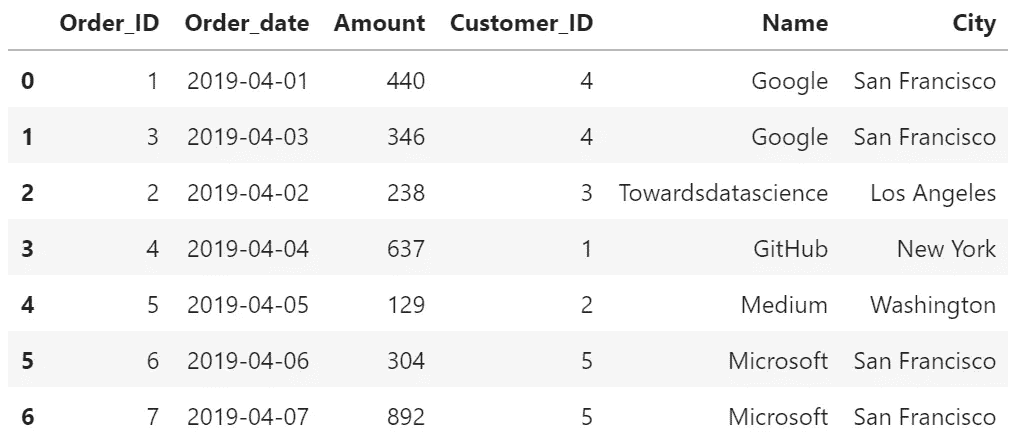 Order_ID Order_date Amount Customer_ID Name City
0 1 2019-04-01 440 4 Google San Francisco
1 3 2019-04-03 346 4 Google San Francisco
2 2 2019-04-02 238 3 Towardsdatascience Los Angeles
3 4 2019-04-04 637 1 GitHub New York
4 5 2019-04-05 129 2 Medium Washington
5 6 2019-04-06 304 5 Microsoft San Francisco
6 7 2019-04-07 892 5 Microsoft San Francisco